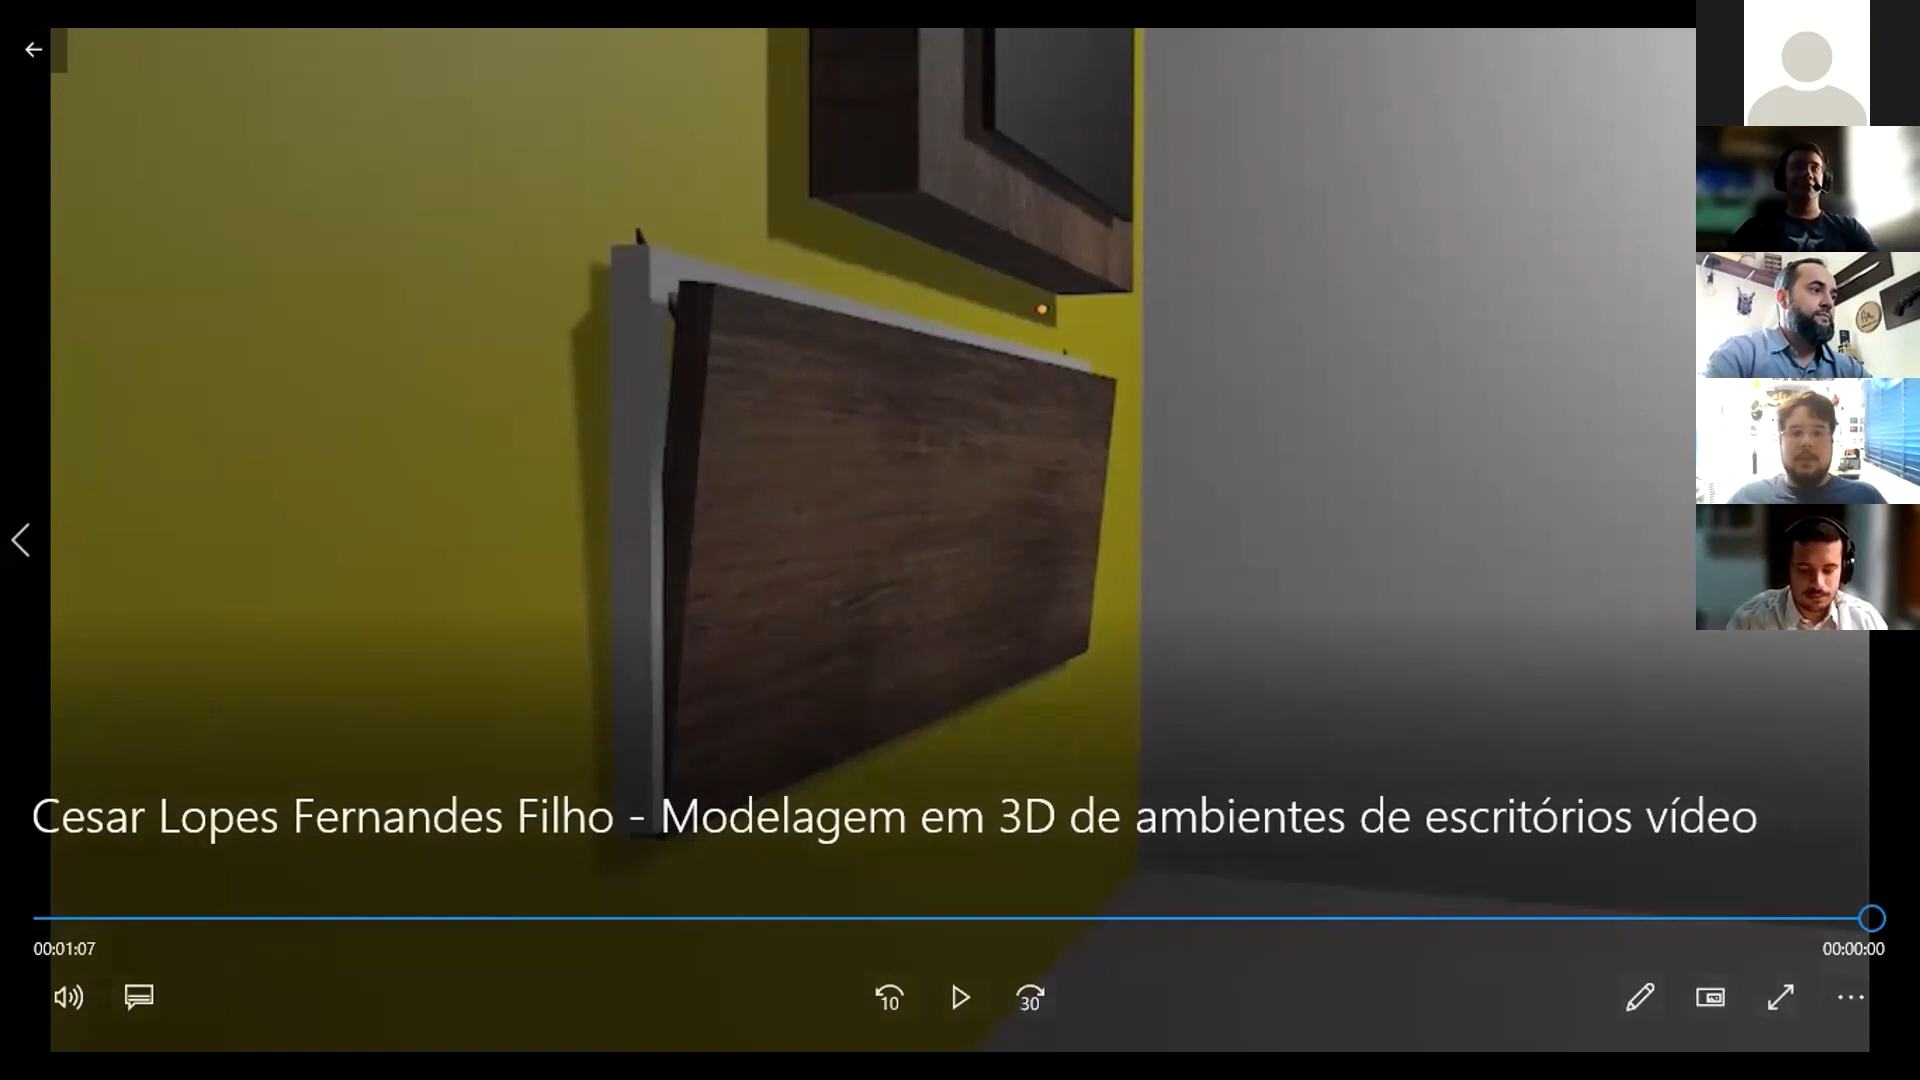 Cesar Lopes Fernandes Filho - Modelagem em 3D de ambientes de escritórios vídeo
00:01:07
00:00:00
10
30